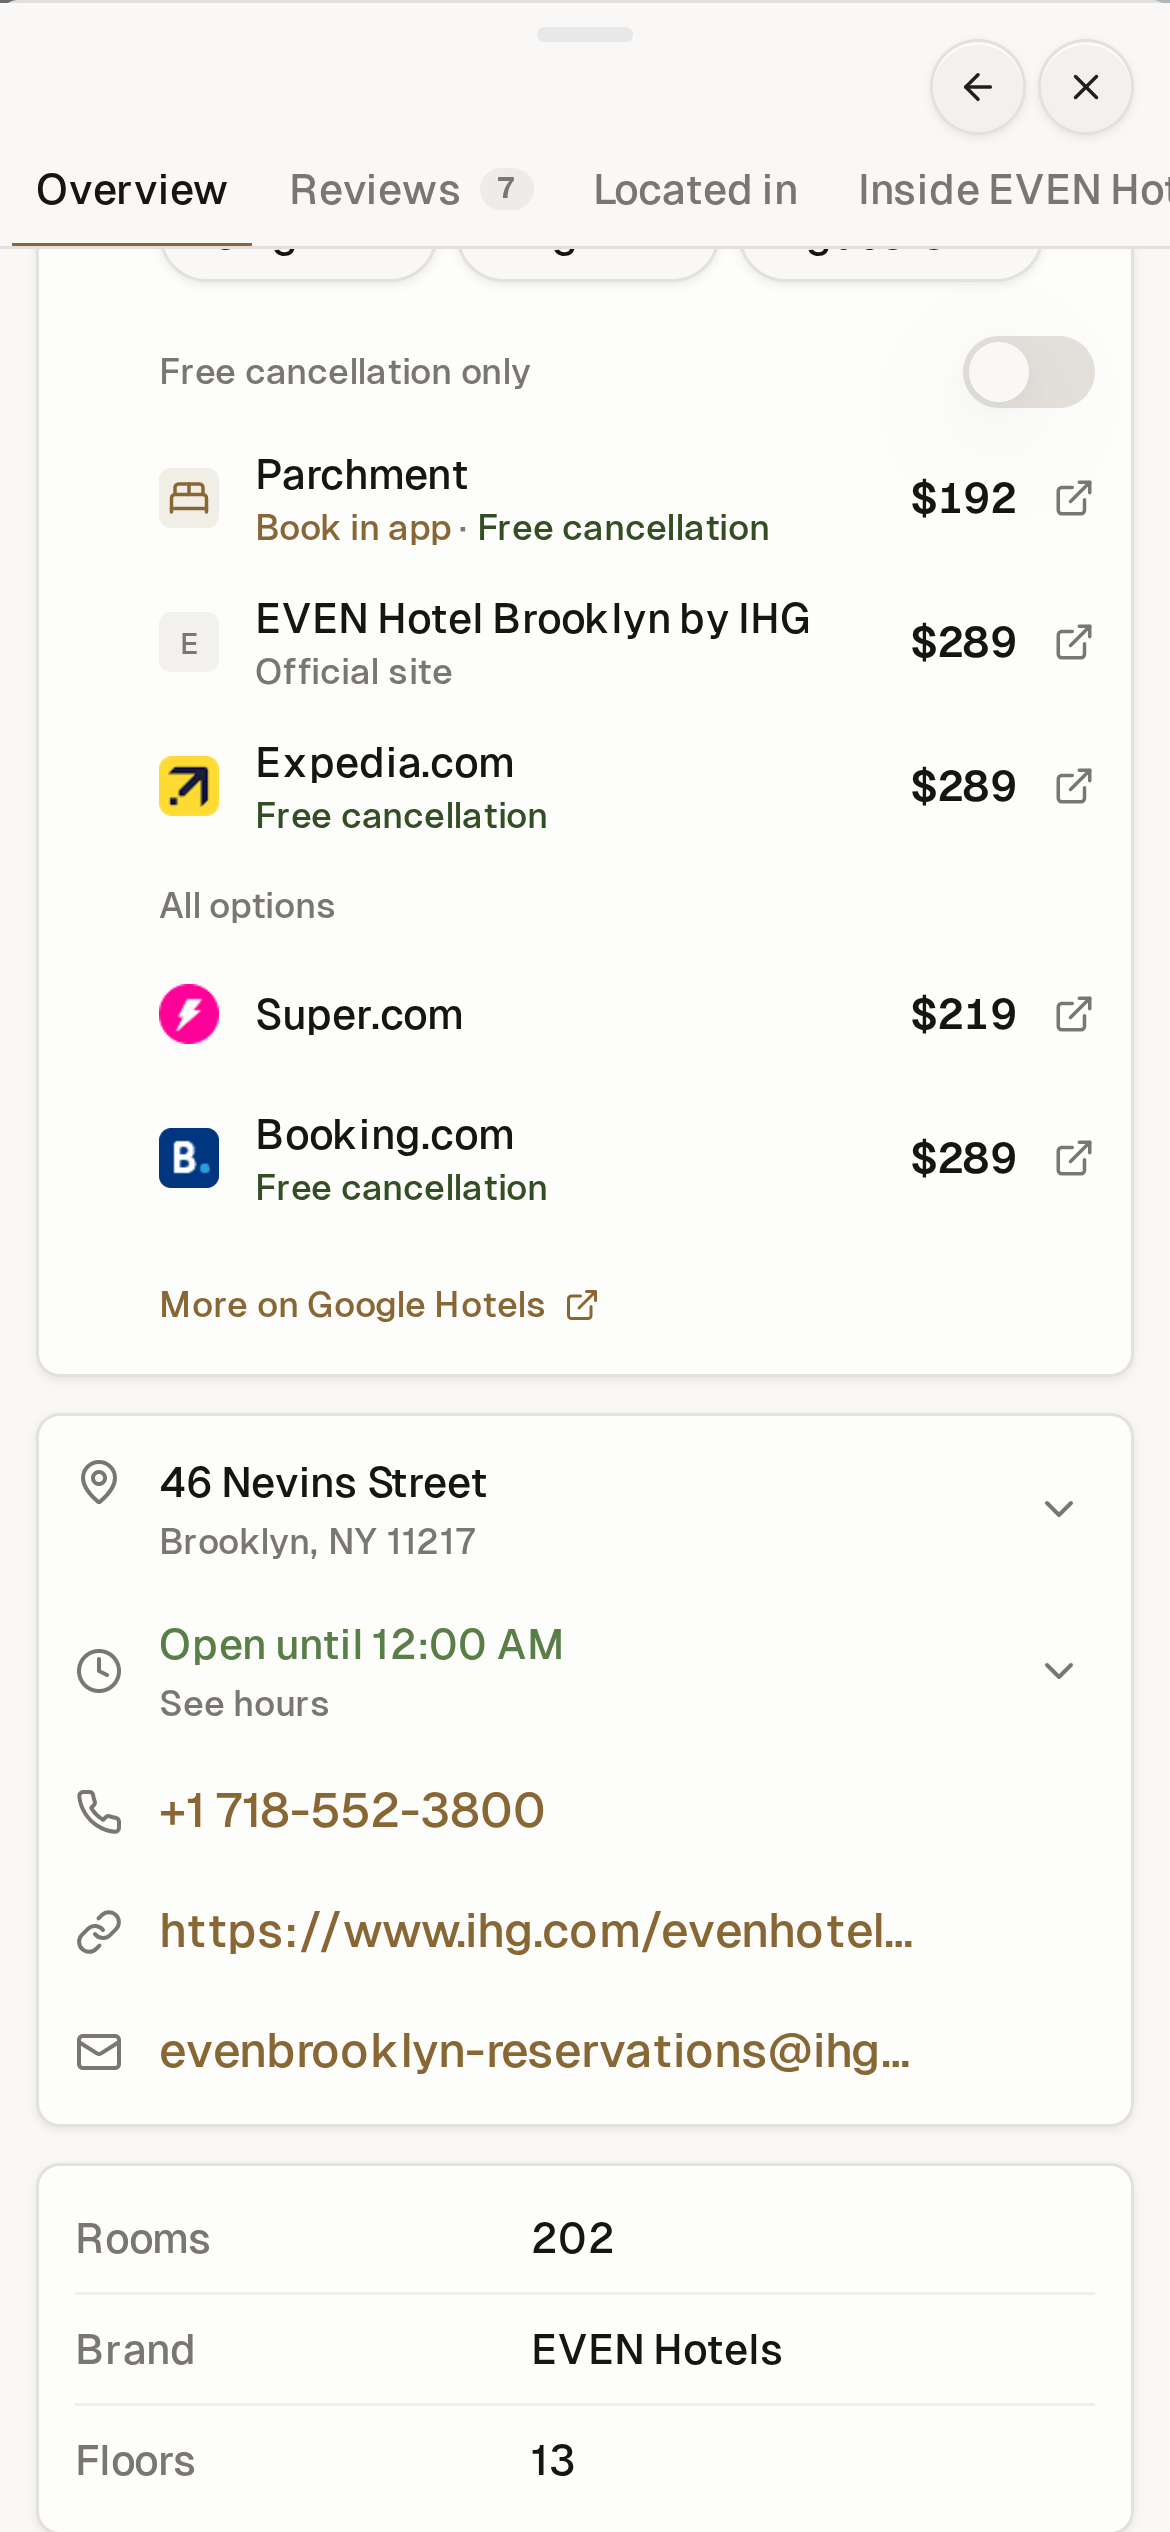 Overview
Reviews 7
Located in
Inside EVEN Hot
Free cancellation only
Parchment
$192
Book in app · Free cancellation
E
EVEN Hotel Brooklyn by IHG
$289
Official site
Expedia.com
$289
Free cancellation
All options
Super.com
$219
B.
Booking.com
$289
Free cancellation
More on Google Hotels
46 Nevins Street
Brooklyn, NY 11217
Open until 12:00 AM
See hours
+1 718-552-3800
https://www.ihg.com/evenhotel...
evenbrooklyn-reservations@ihg...
Rooms 202
Brand EVEN Hotels
Floors 13